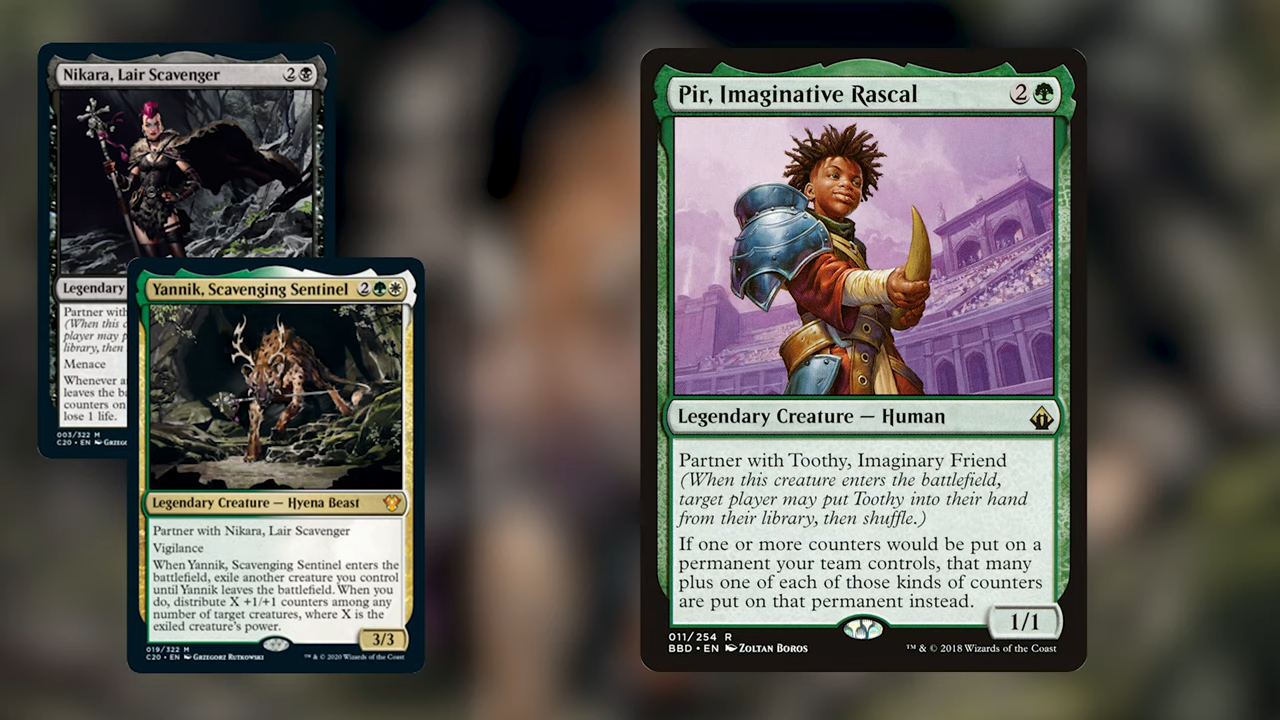 Nikara, Lair Scavenger 2
Legendary
Partner with
(When this c
player may p
library, then
Menace
Whenever a
leaves the ba
counters on
lose 1 life.
003/322 M
C20 • EN GRZEGO
Yannik, Scavenging Sentinel 2
Legendary Creature — Hyena Beast
Partner with Nikara, Lair Scavenger
Vigilance
When Yannik, Scavenging Sentinel enters the
battlefield, exile another creature you control
until Yannik leaves the battlefield. When you
do, distribute X +1/+1 counters among any
number of target creatures, where X is the
exiled creature's power.
3/3
019/322 M
C20 • EN GRZEGORZ RUTKOWSKI ™ & © 2020 Wizards of the Coast
Pir, Imaginative Rascal 2
Legendary Creature — Human
Partner with Toothy, Imaginary Friend
(When this creature enters the battlefield,
target player may put Toothy into their hand
from their library, then shuffle.)
If one or more counters would be put on a
permanent your team controls, that many
plus one of each of those kinds of counters
are put on that permanent instead.
1/1
011/254 R
BBD • EN ZOLTAN BOROS ™ & © 2018 Wizards of the Coast